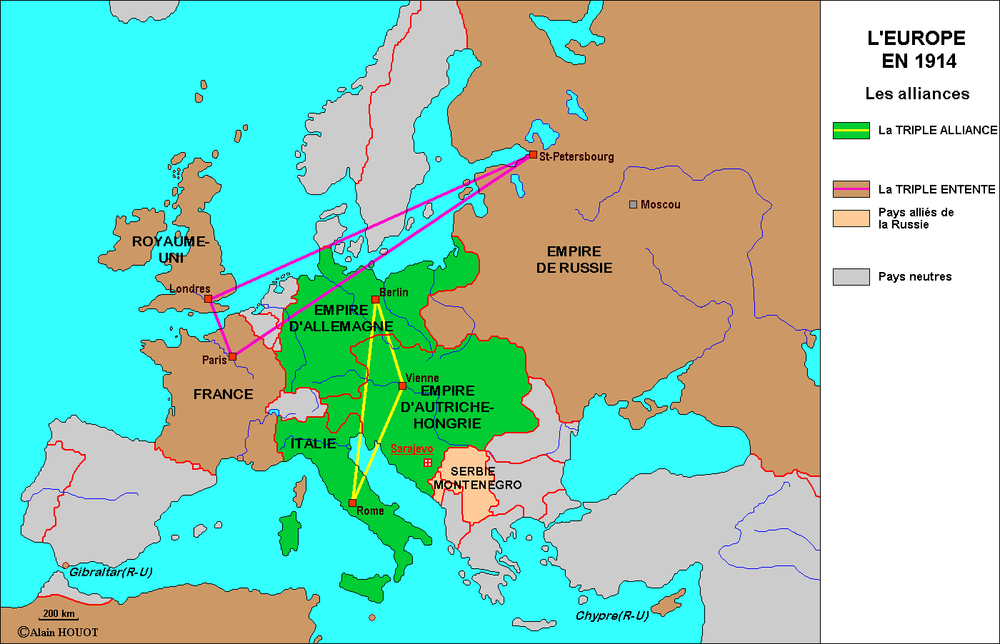 L'EUROPE
EN 1914
Les alliances
La TRIPLE ALLIANCE
La TRIPLE ENTENTE
Pays alliés de
la Russie
Pays neutres
St-Petersbourg
Moscou
ROYAUME-
UNI
EMPIRE
DE RUSSIE
Londres
Berlin
EMPIRE
D'ALLEMAGNE
Paris
Vienne
FRANCE
EMPIRE
D'AUTRICHE-
HONGRIE
ITALIE
Sarajevo
SERBIE
MONTENEGRO
Rome
Gibraltar(R-U)
Chypre(R-U)
200 km
©Alain HOUOT